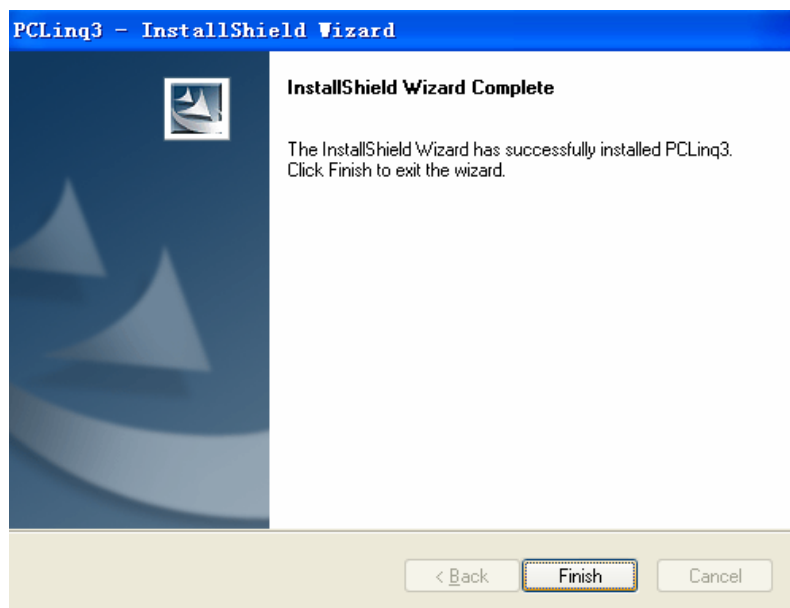 PCLinq3 - InstallShield Wizard
InstallShield Wizard Complete
The InstallShield Wizard has successfully installed PCLinq3.
Click Finish to exit the wizard.
< Back Finish Cancel